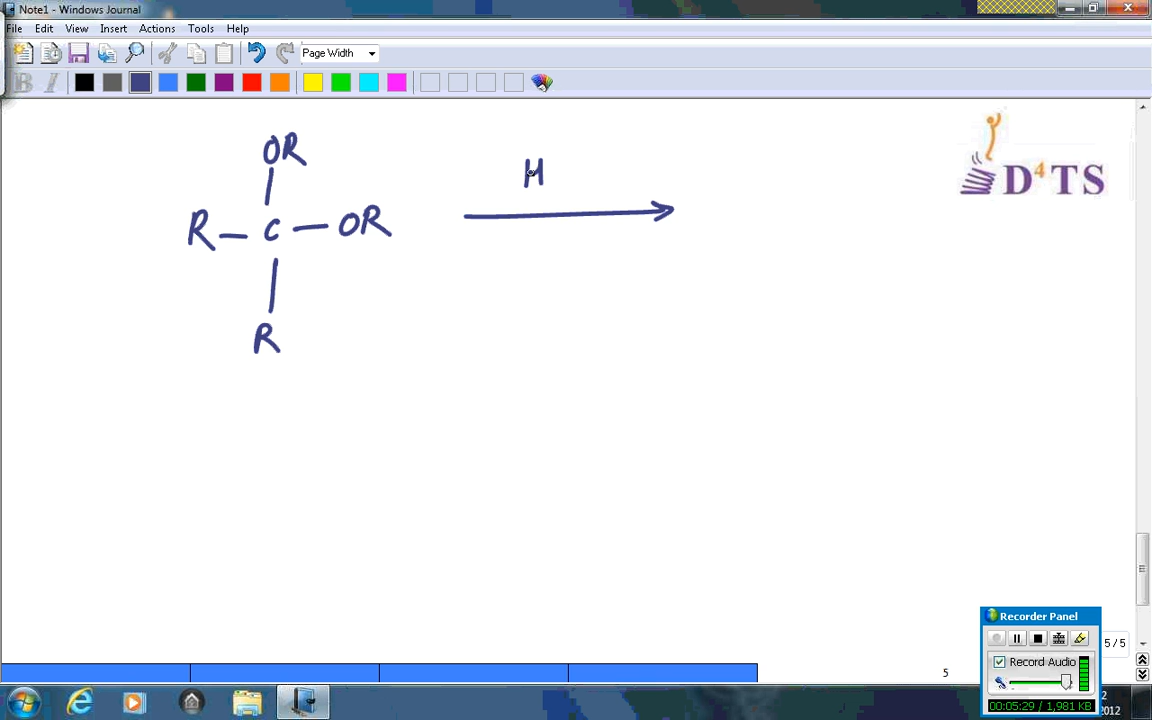 Note1 - Windows Journal
File Edit View Insert Actions Tools Help
Page Width
B I
OR
H
R - C - OR
R
D4TS
Recorder Panel
5 / 5
Record Audio
5
00:05:29 / 1,981 KB
2
2012